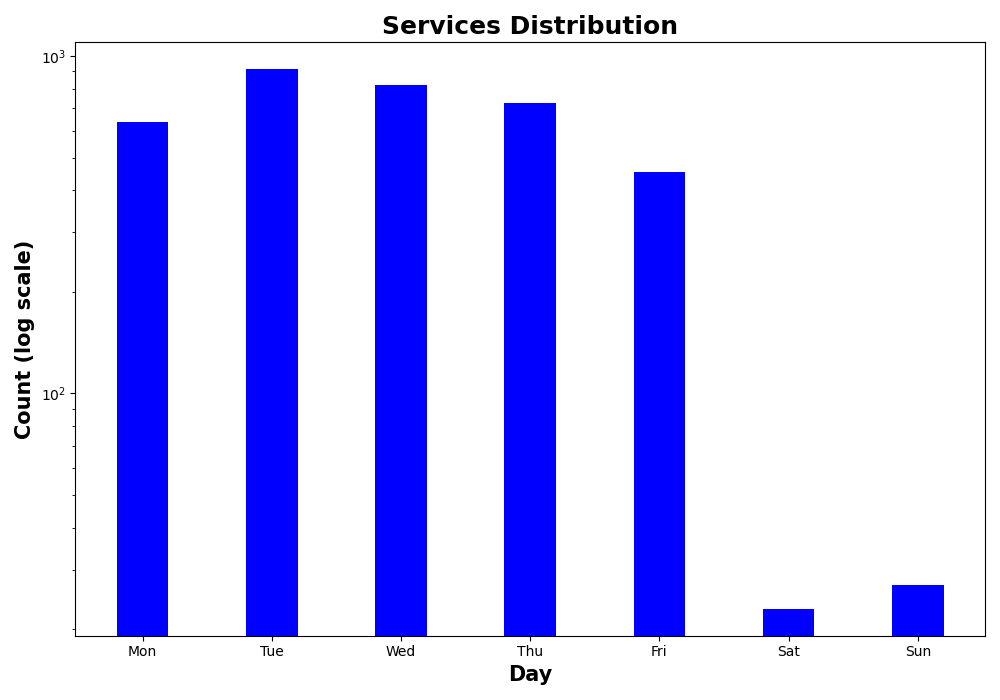 Services Distribution
Count (log scale)
10³
10²
Mon Tue Wed Thu Fri Sat Sun
Day